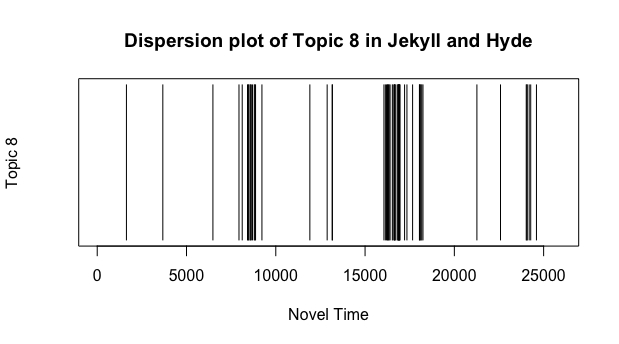 Dispersion plot of Topic 8 in Jekyll and Hyde
Topic 8
0 5000 10000 15000 20000 25000
Novel Time